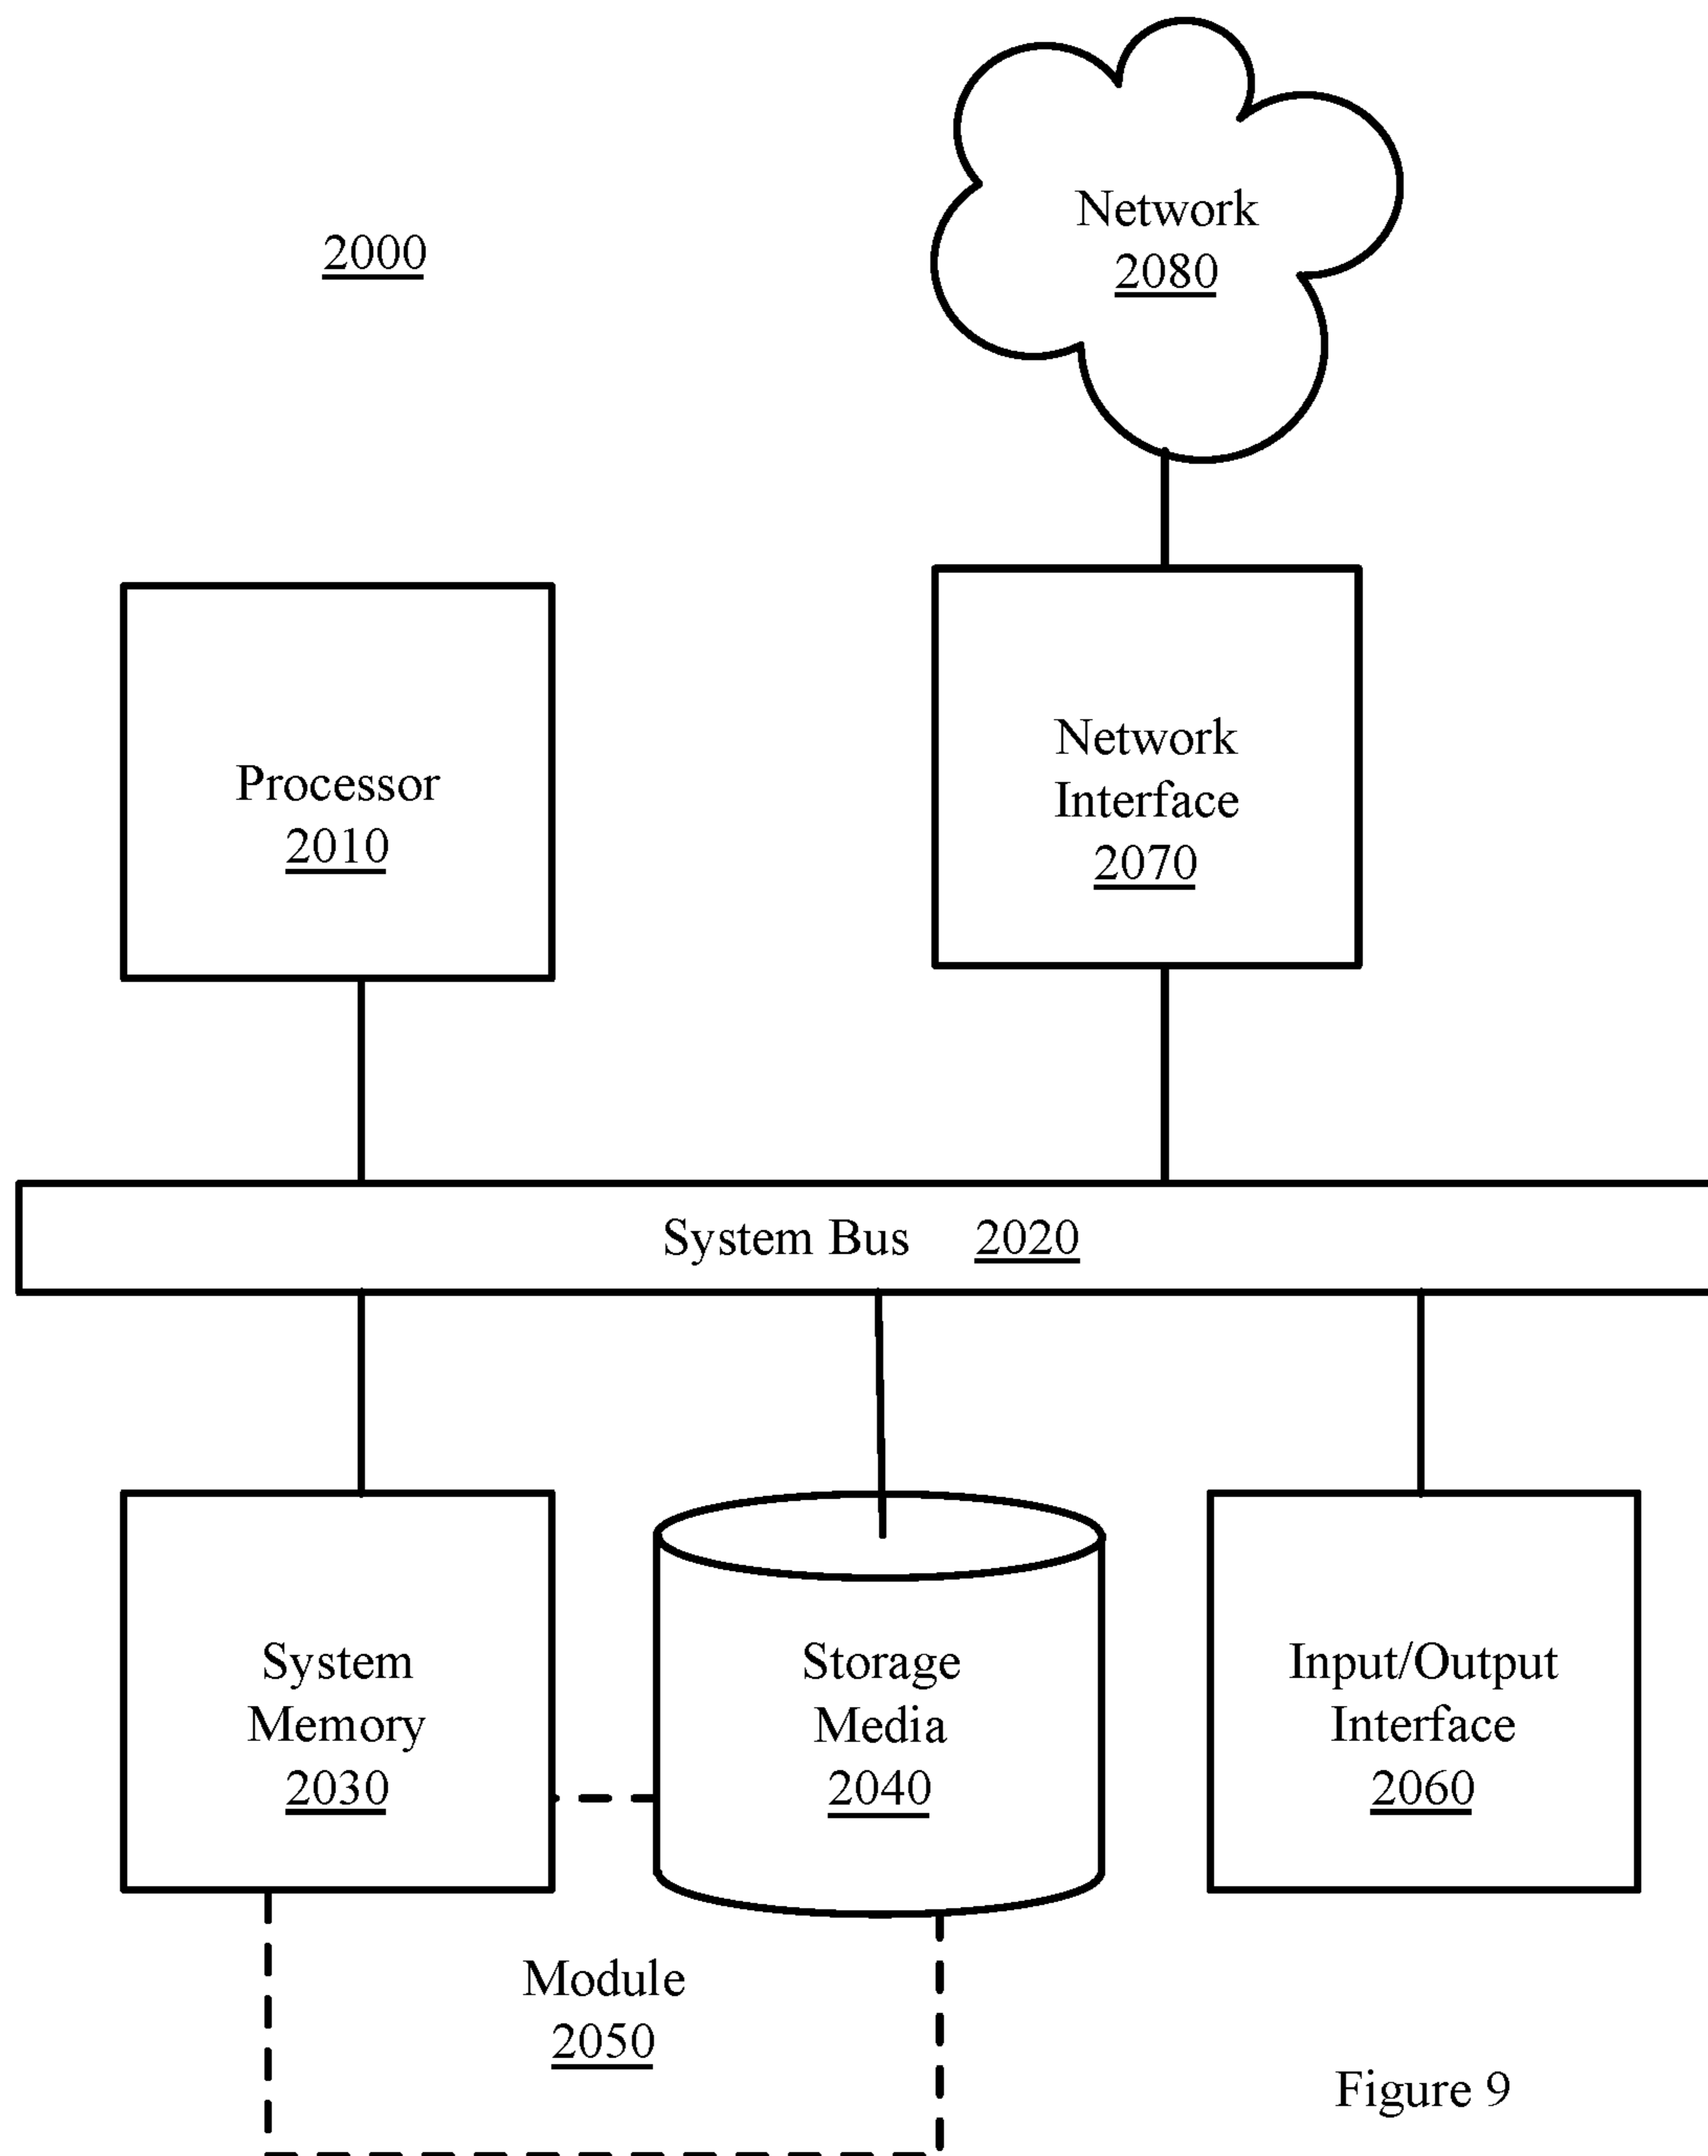 2000
Network
2080
Processor
2010
Network
Interface
2070
System Bus 2020
System
Memory
2030
Storage
Media
2040
Input/Output
Interface
2060
Module
2050
Figure 9